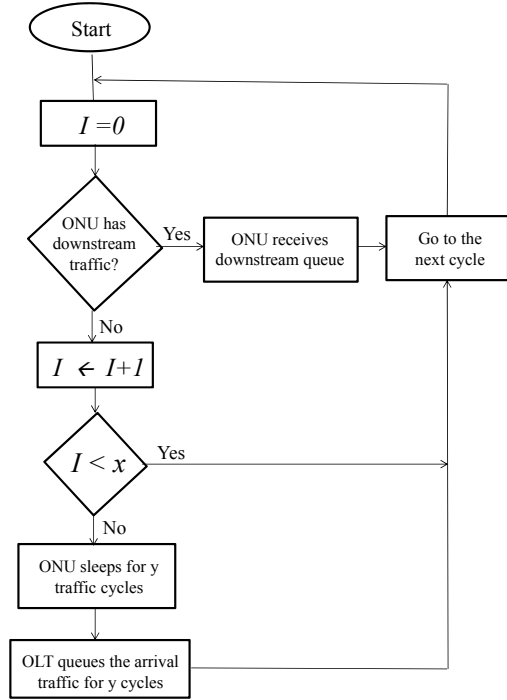 Start
I =0
ONU has
downstream
traffic?
Yes
ONU receives
downstream queue
Go to the
next cycle
No
I ← I+1
I < x
Yes
No
ONU sleeps for y
traffic cycles
OLT queues the arrival
traffic for y cycles